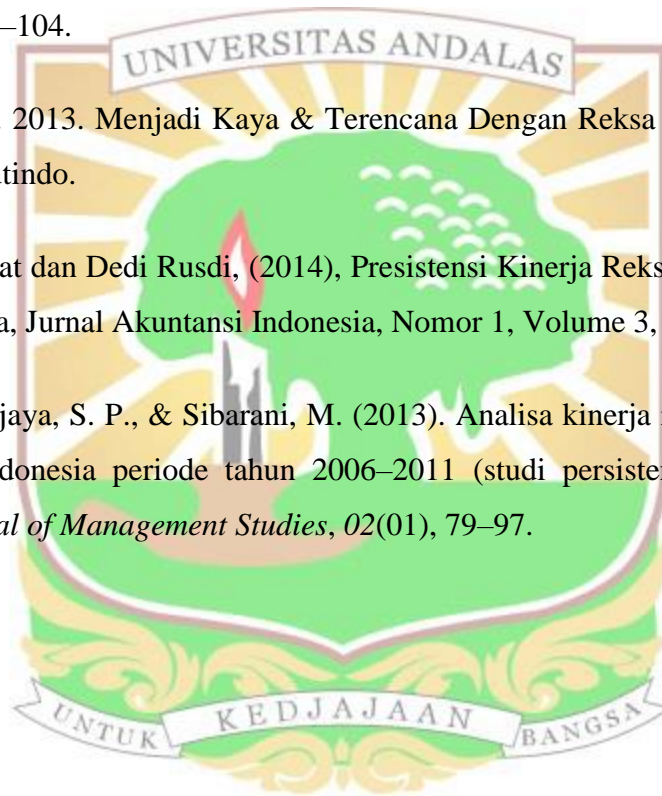 –104.
UNIVERSITAS ANDALAS
2013. Menjadi Kaya & Terencana Dengan Reksa
tindo.
at dan Dedi Rusdi, (2014), Presistensi Kinerja Reks
a, Jurnal Akuntansi Indonesia, Nomor 1, Volume 3,
jaya, S. P., & Sibarani, M. (2013). Analisa kinerja
donesia periode tahun 2006–2011 (studi persiste
al of Management Studies, 02(01), 79–97.
UNTUK KEDJAJAAN BANGSA